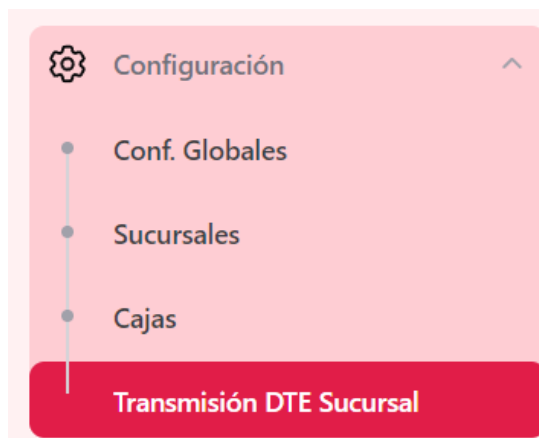 Configuración
Conf. Globales
Sucursales
Cajas
Transmisión DTE Sucursal